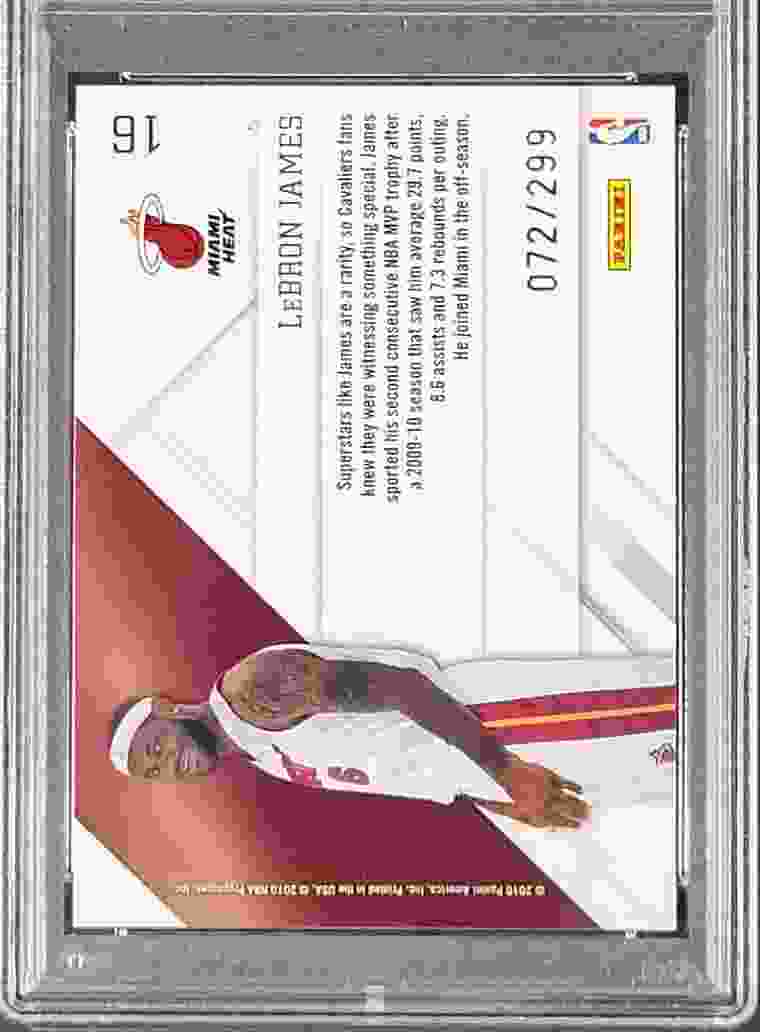 16
MIAMI
HEAT
LEBRON JAMES
Superstars like James are a rarity, so Cavaliers fans
knew they were witnessing something special. James
sported his second consecutive NBA MVP trophy after
a 2009-10 season that saw him average 29.7 points,
8.6 assists and 7.3 rebounds per outing.
He joined Miami in the off-season.
072/299
PANINI
6
© 2010 Panini America, Inc. Printed in the USA. © 2010 NBA Properties, Inc.